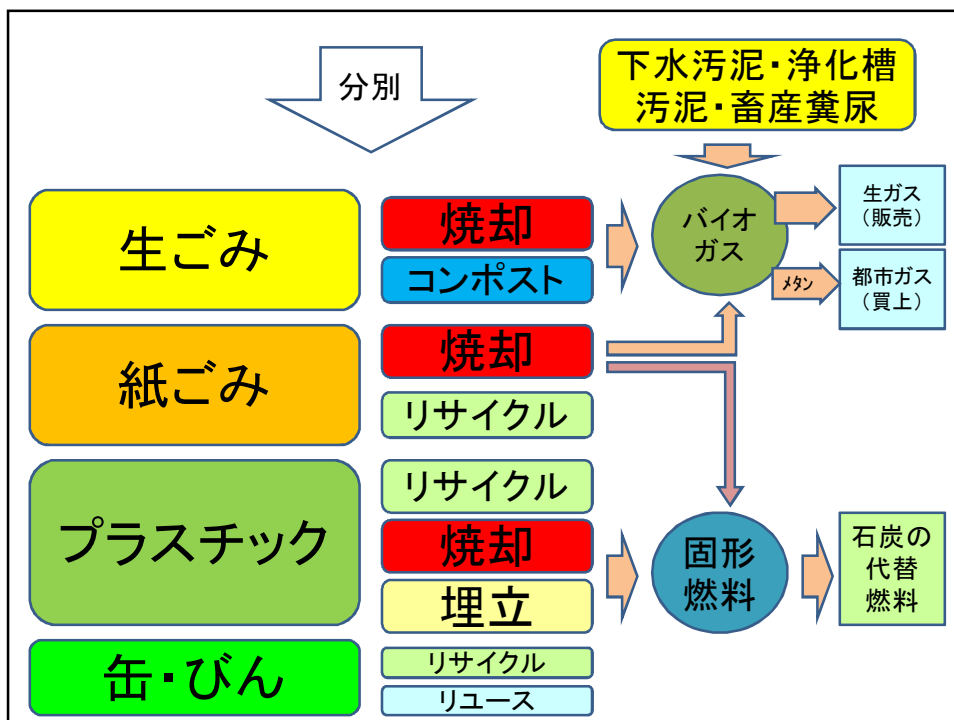 分別
下水汚泥・浄化槽
汚泥・畜産糞尿
生ごみ
焼却
コンポスト
バイオ
ガス
生ガス
（販売）
メタン
都市ガス
（買上）
紙ごみ
焼却
リサイクル
プラスチック
リサイクル
焼却
埋立
固形
燃料
石炭の
代替
燃料
缶・びん
リサイクル
リユース